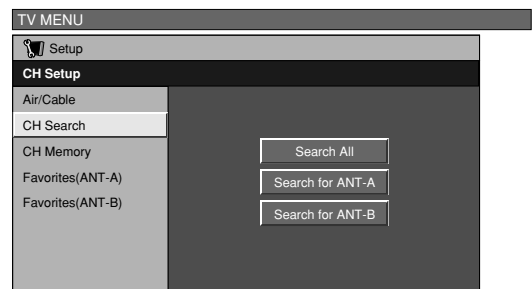 TV MENU
Setup
CH Setup
Air/Cable
CH Search
CH Memory
Favorites(ANT-A)
Favorites(ANT-B)
Search All
Search for ANT-A
Search for ANT-B